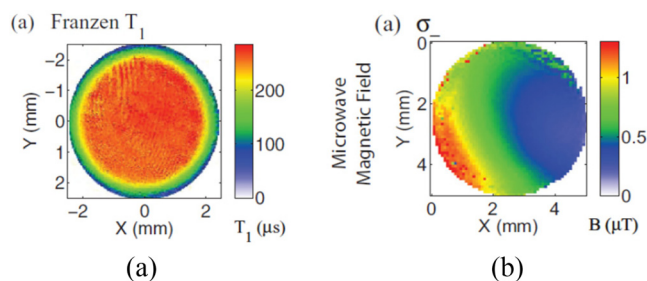 (a) Franzen T1
Y (mm)
-2
-1
0
1
2
-2 0 2
X (mm)
200
100
0
T1 (μs)
(a)
(a) σ_
Microwave
Magnetic Field
Y (mm)
0
2
4
0 2 4
X (mm)
1
0.5
0
B (μT)
(b)